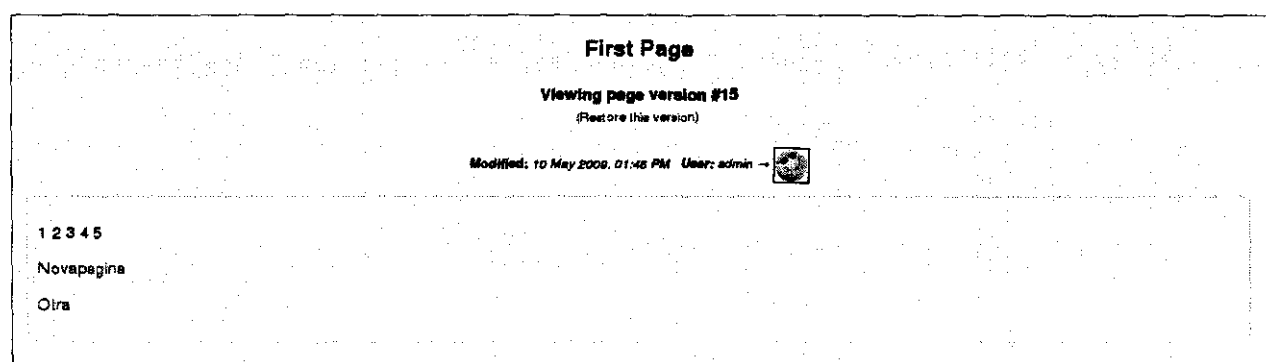 First Page
Viewing page version #15
(Restore this version)
Modified: 10 May 2009, 01:46 PM User: admin →
1 2 3 4 5
Novapagina
Otra